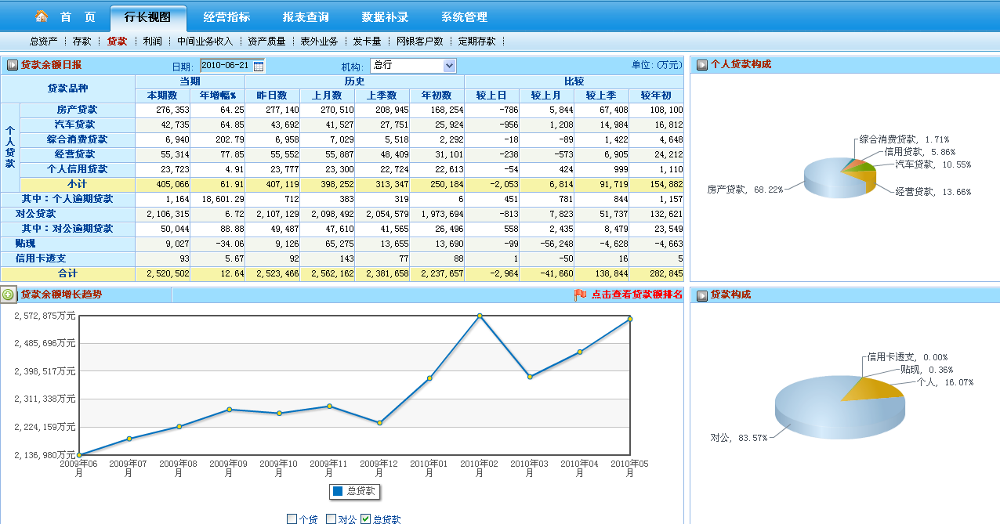 首 页 行长视图 经营指标 报表查询 数据补录 系统管理
总资产 存款 贷款 利润 中间业务收入 资产质量 表外业务 发卡量 网银客户数 定期存款
贷款余额日报 日期: 2010-06-21 机构: 总行 单位: (万元)
贷款品种 当期 历史 比较
本期数 年增幅% 昨日数 上月数 上季数 年初数 较上日 较上月 较上季 较年初
个人贷款
房产贷款 276,353 64.25 277,140 270,510 208,945 168,254 -786 5,844 67,408 108,100
汽车贷款 42,735 64.85 43,692 41,527 27,751 25,924 -956 1,208 14,984 16,812
综合消费贷款 6,940 202.79 6,958 7,029 5,518 2,292 -18 -89 1,422 4,648
经营贷款 55,314 77.85 55,552 55,887 48,409 31,101 -238 -573 6,905 24,212
个人信用贷款 23,723 4.91 23,777 23,300 22,724 22,613 -54 424 999 1,110
小计 405,066 61.91 407,119 398,252 313,347 250,184 -2,053 6,814 91,719 154,882
其中：个人逾期贷款 1,164 18,601.29 712 383 319 6 451 781 844 1,157
对公贷款 2,106,315 6.72 2,107,129 2,098,492 2,054,579 1,973,694 -813 7,823 51,737 132,621
其中：对公逾期贷款 50,044 88.88 49,487 47,610 41,565 26,496 558 2,435 8,479 23,549
贴现 9,027 -34.06 9,126 65,275 13,655 13,690 -99 -56,248 -4,628 -4,663
信用卡透支 93 5.67 92 143 77 88 1 -50 16 5
合计 2,520,502 12.64 2,523,466 2,562,162 2,381,658 2,237,657 -2,964 -41,660 138,844 282,845
个人贷款构成
综合消费贷款, 1.71%
信用贷款, 5.86%
汽车贷款, 10.55%
房产贷款, 68.22%
经营贷款, 13.66%
贷款余额增长趋势 点击查看贷款额排名
2,572,875万元
2,485,696万元
2,398,517万元
2,311,338万元
2,224,159万元
2,136,980万元
2009年06月 2009年07月 2009年08月 2009年09月 2009年10月 2009年11月 2009年12月 2010年01月 2010年02月 2010年03月 2010年04月 2010年05月
总贷款
个贷 对公 总贷款
贷款构成
信用卡透支, 0.00%
贴现, 0.36%
个人, 16.07%
对公, 83.57%